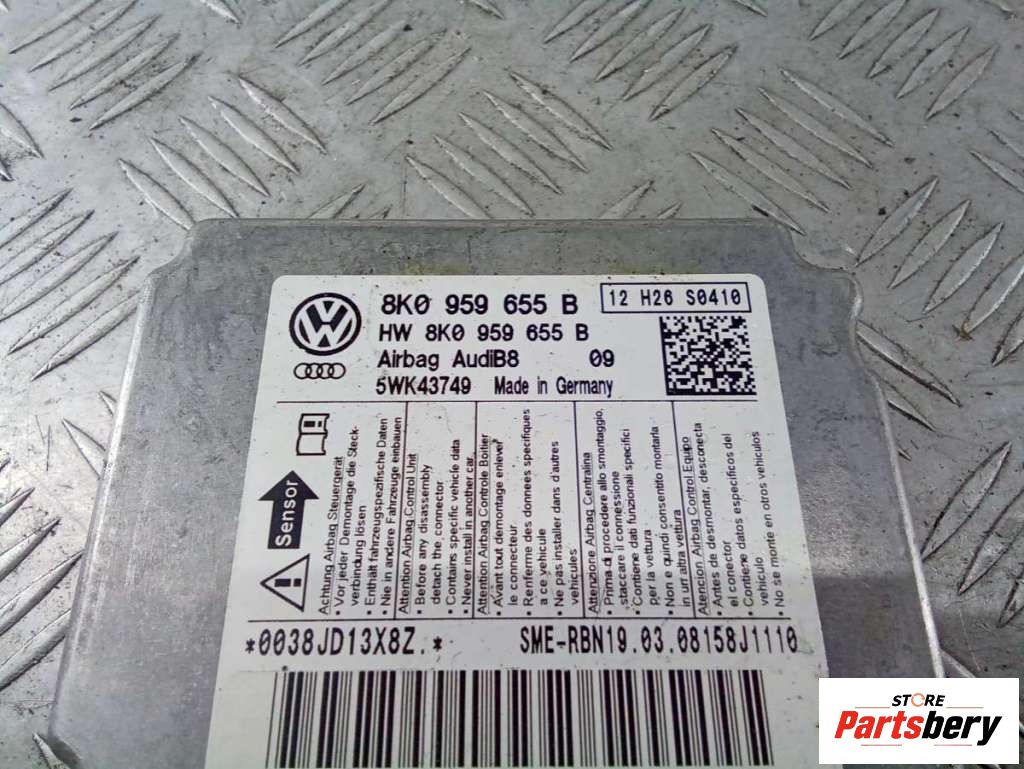 8K0 959 655 B
12 H26 S0410
HW 8K0 959 655 B
Airbag AudiB8 09
5WK43749 Made in Germany
Sensor
Achtung Airbag Steuergerät
• Vor jeder Demontage die Steck-
verbindung lösen
• Enthält fahrzeugspezifische Daten
• Nie in andere Fahrzeuge einbauen
Attention Airbag Control Unit
• Before any disassembly
detach the connector
• Contains specific vehicle data
• Never install in another car
Attention Airbag Controle Boitier
• Avant tout demontage enlever
le connecteur
• Renferme des donnees specifiques
a ce vehicule
• Ne pas installer dans d'autres
vehicules
Attenzione Airbag Centralina
• Prima di procedere allo smontaggio,
staccare il connessione
• Contiene dati funzionali specifici
per la vettura
• Non e quindi consentito montarla
in un altra vettura
Atencion Airbag Control Equipo
• Antes de desmontar, desconecta
el conector
• Contiene datos especificos del
vehiculo
• No se monte en otros vehiculos
*0038JD13X8Z.*
SME-RBN19.03.08158J1110
STORE
Partsbery